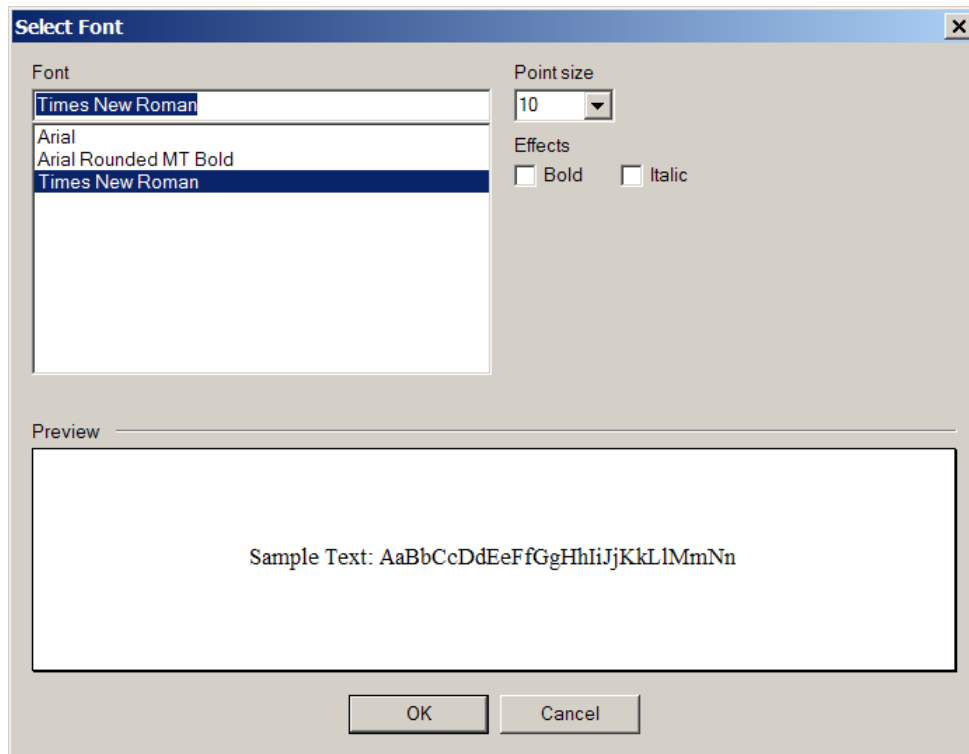 Select Font
Font
Times New Roman
Arial
Arial Rounded MT Bold
Times New Roman
Point size
10
Effects
Bold Italic
Preview
Sample Text: AaBbCcDdEeFfGgHhIiJjKkLlMmNn
OK Cancel